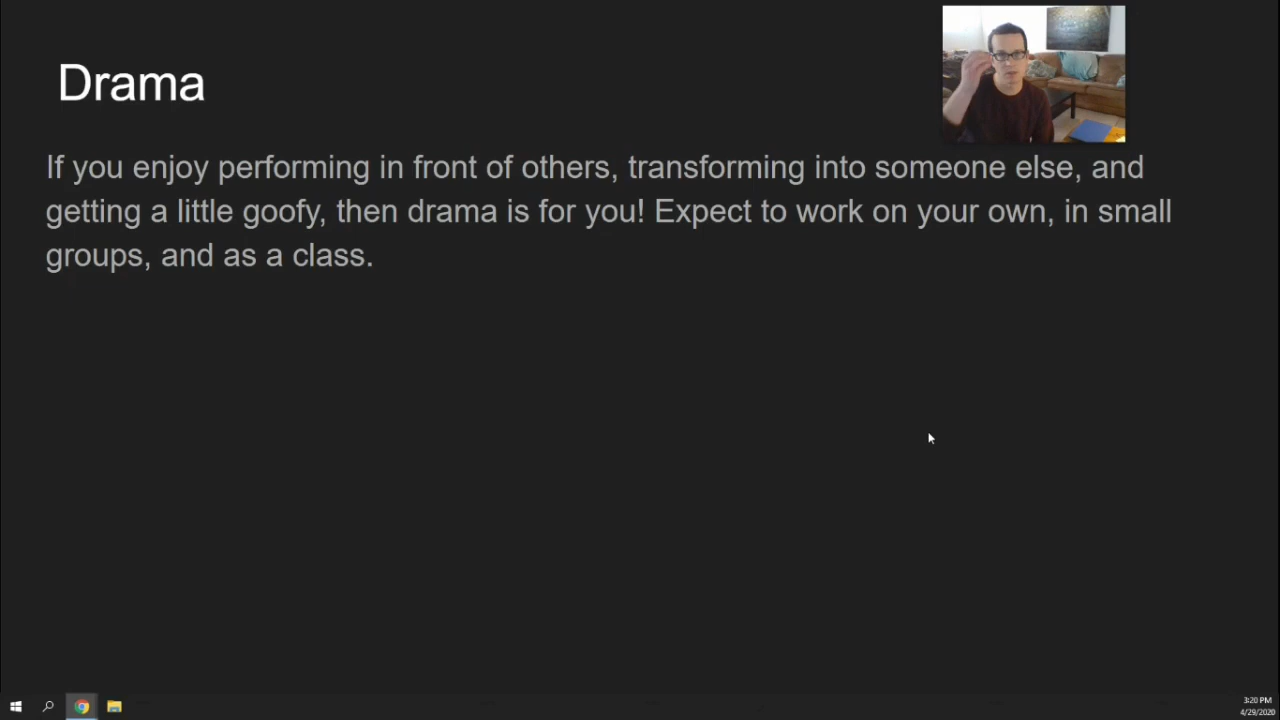 Drama
If you enjoy performing in front of others, transforming into someone else, and
getting a little goofy, then drama is for you! Expect to work on your own, in small
groups, and as a class.
3:20 PM
4/29/2020